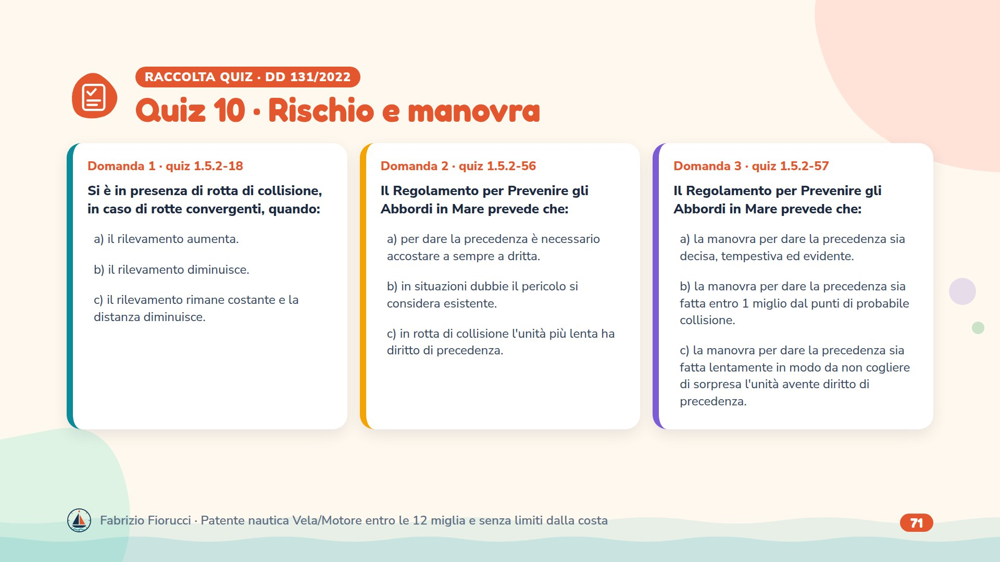 RACCOLTA QUIZ · DD 131/2022
Quiz 10 · Rischio e manovra
Domanda 1 · quiz 1.5.2-18
Si è in presenza di rotta di collisione,
in caso di rotte convergenti, quando:
a) il rilevamento aumenta.
b) il rilevamento diminuisce.
c) il rilevamento rimane costante e la
distanza diminuisce.
Domanda 2 · quiz 1.5.2-56
Il Regolamento per Prevenire gli
Abbordi in Mare prevede che:
a) per dare la precedenza è necessario
accostare a sempre a dritta.
b) in situazioni dubbie il pericolo si
considera esistente.
c) in rotta di collisione l'unità più lenta ha
diritto di precedenza.
Domanda 3 · quiz 1.5.2-57
Il Regolamento per Prevenire gli
Abbordi in Mare prevede che:
a) la manovra per dare la precedenza sia
decisa, tempestiva ed evidente.
b) la manovra per dare la precedenza sia
fatta entro 1 miglio dal punti di probabile
collisione.
c) la manovra per dare la precedenza sia
fatta lentamente in modo da non cogliere
di sorpresa l'unità avente diritto di
precedenza.
Fabrizio Fiorucci · Patente nautica Vela/Motore entro le 12 miglia e senza limiti dalla costa
71